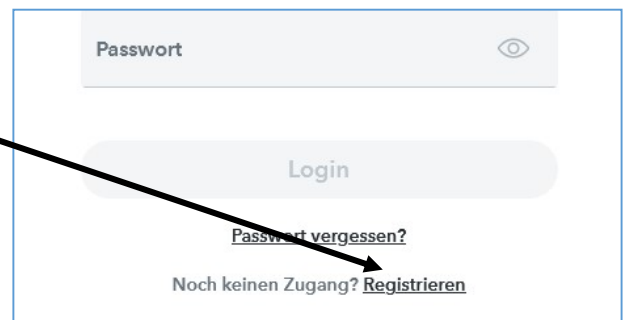 Passwort
Login
Passwort vergessen?
Noch keinen Zugang? Registrieren